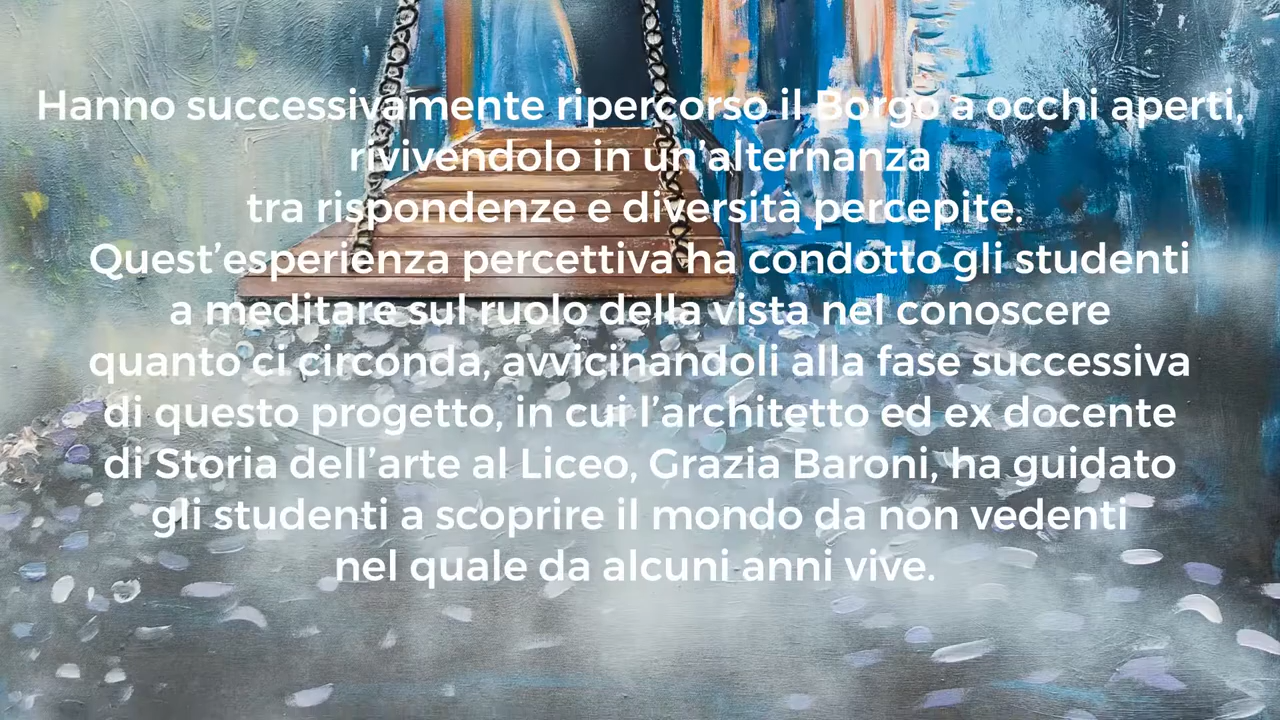 Hanno successivamente ripercorso il Borgo a occhi aperti,
rivivendolo in un’alternanza
tra rispondenze e diversità percepite.
Quest’esperienza percettiva ha condotto gli studenti
a meditare sul ruolo della vista nel conoscere
quanto ci circonda, avvicinandoli alla fase successiva
di questo progetto, in cui l’architetto ed ex docente
di Storia dell’arte al Liceo, Grazia Baroni, ha guidato
gli studenti a scoprire il mondo da non vedenti
nel quale da alcuni anni vive.